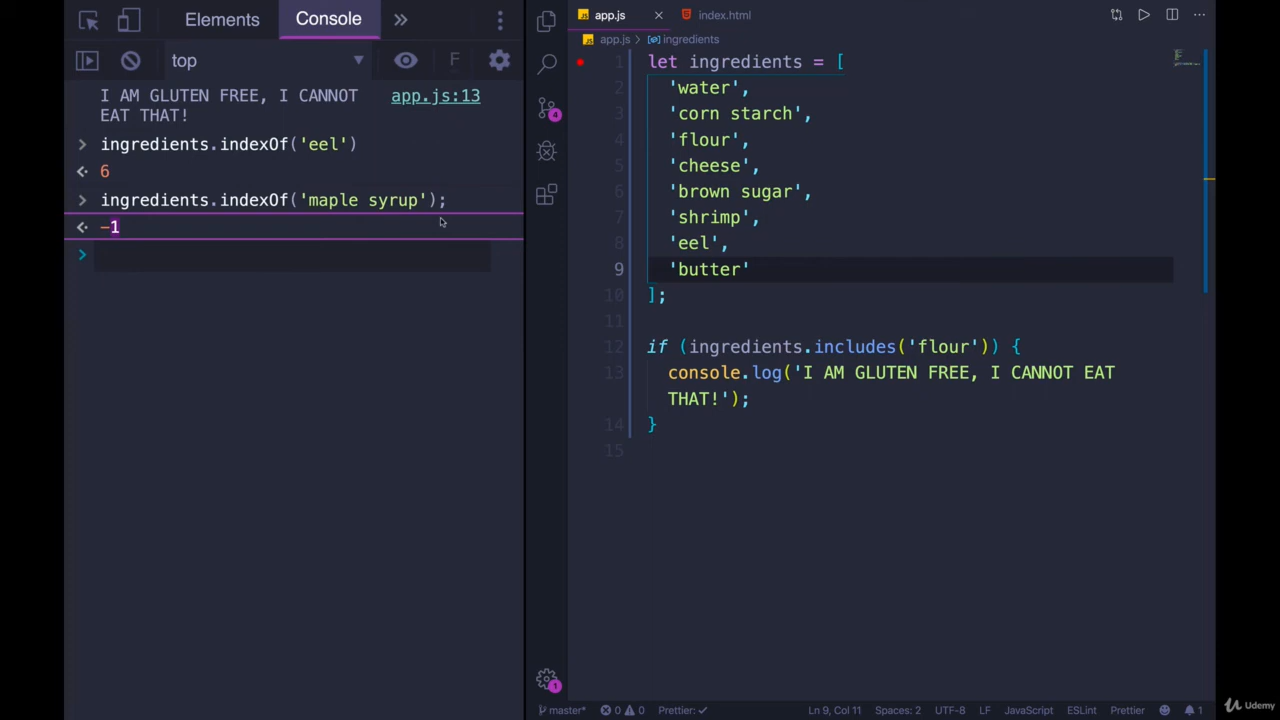 Elements Console »
top F
I AM GLUTEN FREE, I CANNOT EAT THAT! app.js:13
> ingredients.indexOf('eel')
6
> ingredients.indexOf('maple syrup');
-1
>
app.js × index.html
app.js > ingredients
1 let ingredients = [
2 'water',
3 'corn starch',
4 'flour',
5 'cheese',
6 'brown sugar',
7 'shrimp',
8 'eel',
9 'butter'
10 ];
11
12 if (ingredients.includes('flour')) {
13 console.log('I AM GLUTEN FREE, I CANNOT EAT
THAT!');
14 }
15
4
1
master* 0 0 Prettier: ✓ Ln 9, Col 11 Spaces: 2 UTF-8 LF JavaScript ESLint Prettier 1
Udemy